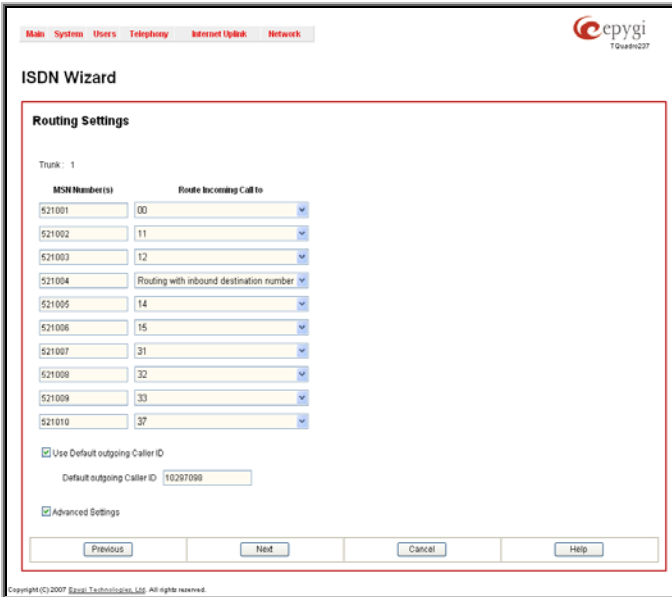 Main System Users Telephony Internet Uplink Network
epygi
TQuadro237
ISDN Wizard
Routing Settings
Trunk: 1
MSN Number(s) Route Incoming Call to
521001 00
521002 11
521003 12
521004 Routing with inbound destination number
521005 14
521006 15
521007 31
521008 32
521009 33
521010 37
Use Default outgoing Caller ID
Default outgoing Caller ID 10297098
Advanced Settings
Previous Next Cancel Help
Copyright (C) 2007 Epygi Technologies, Ltd. All rights reserved.